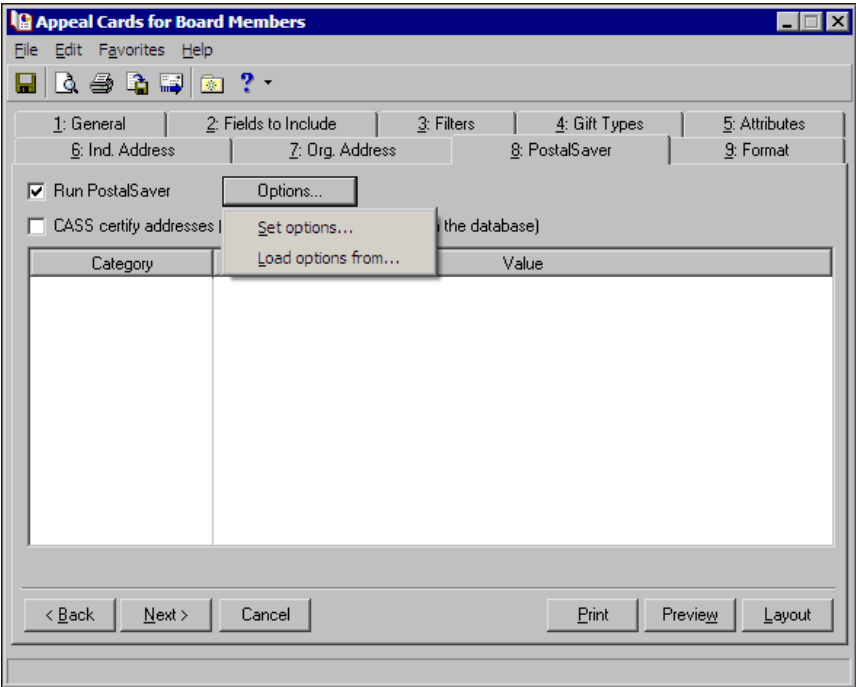 Appeal Cards for Board Members
File Edit Favorites Help
?
1: General 2: Fields to Include 3: Filters 4: Gift Types 5: Attributes
6: Ind. Address 7: Org. Address 8: PostalSaver 9: Format
Run PostalSaver Options...
CASS certify addresses ( the database)
Set options...
Load options from...
Category Value
< Back Next > Cancel Print Preview Layout